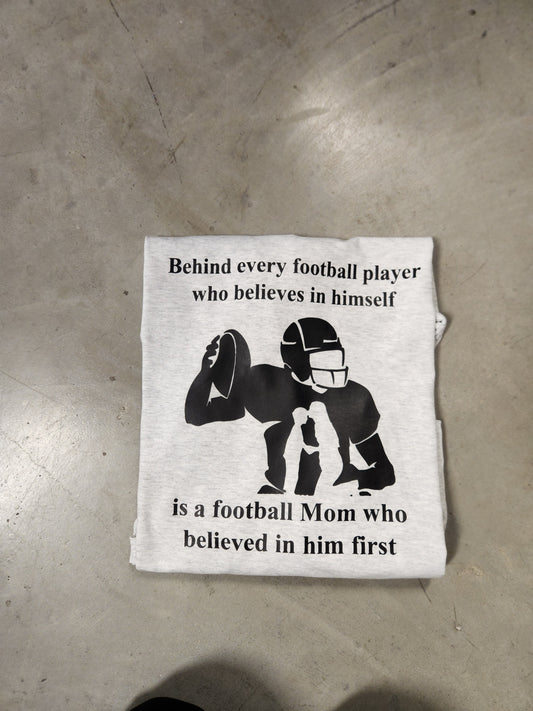 Behind every football player
who believes in himself
is a football Mom who
believed in him first